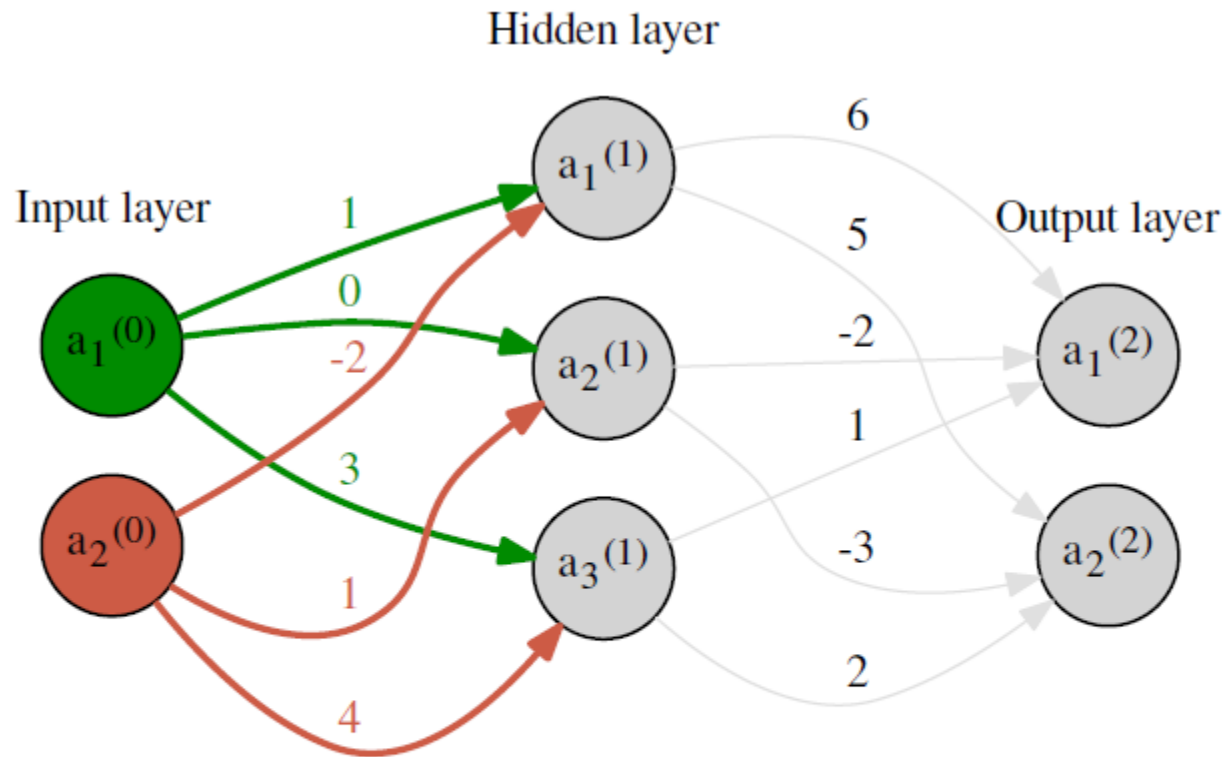 Hidden layer
Input layer
Output layer
a1(0)
a2(0)
a1(1)
a2(1)
a3(1)
a1(2)
a2(2)
1
0
-2
3
1
4
6
5
-2
1
-3
2